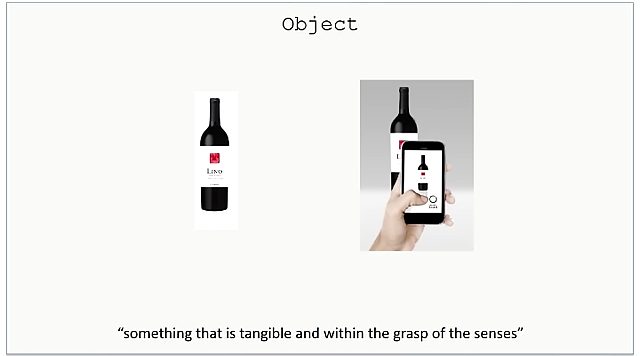 Object
LINO
“something that is tangible and within the grasp of the senses”